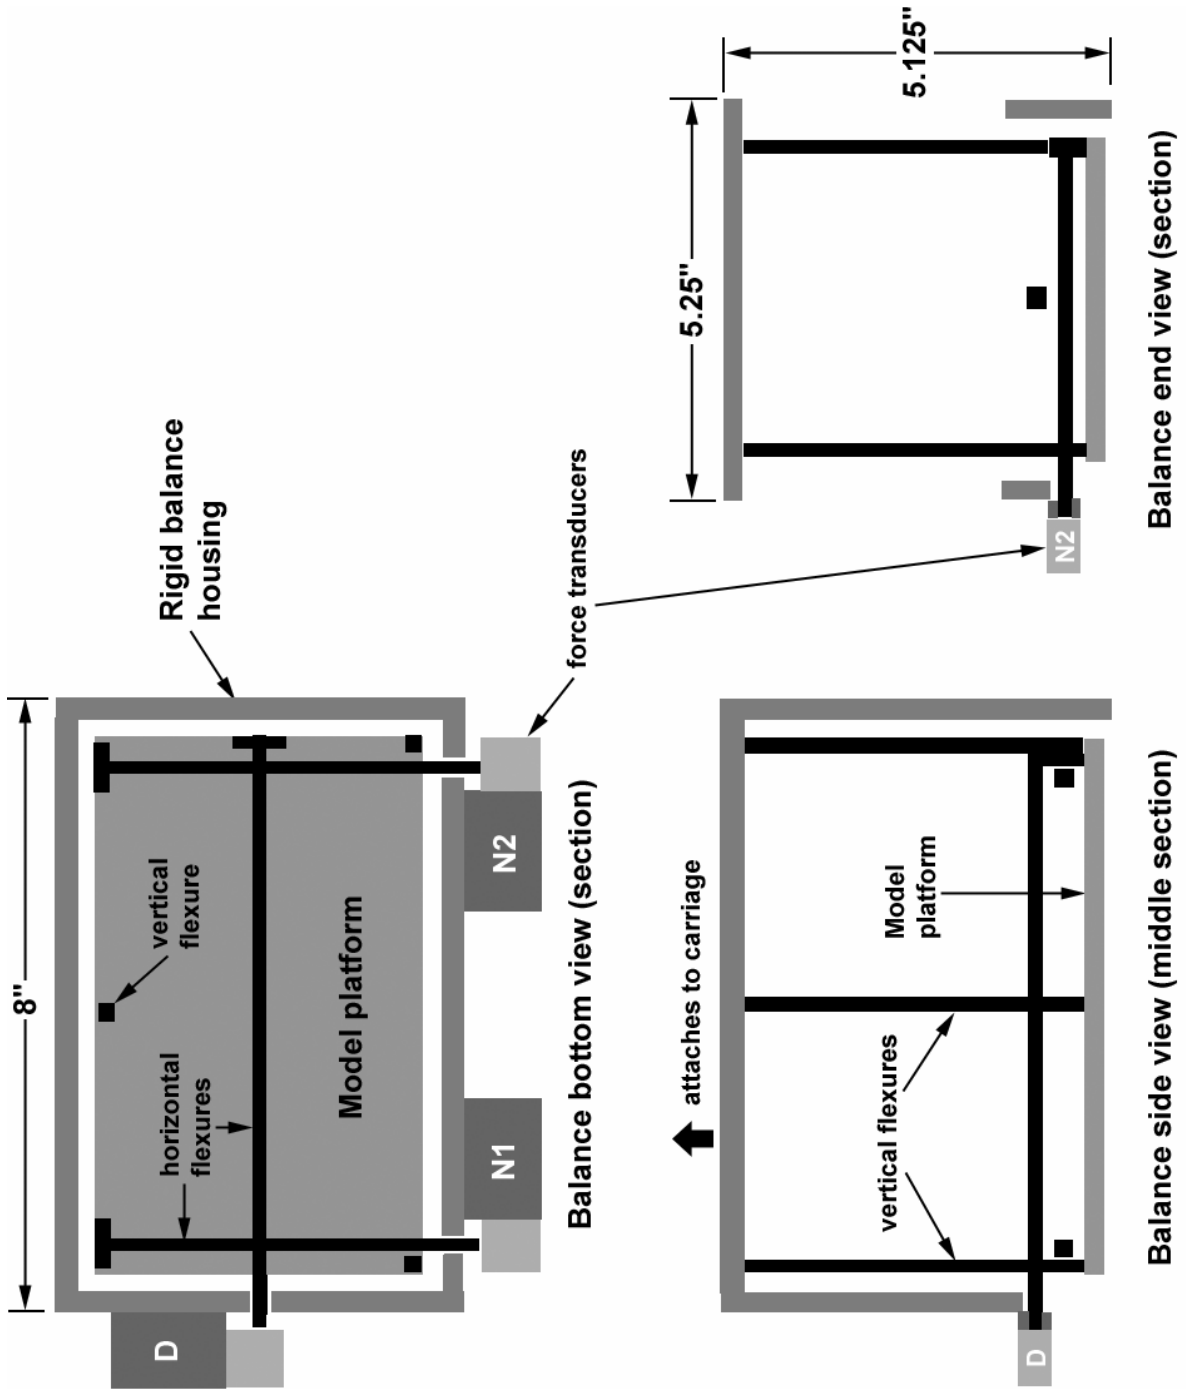 8"
Rigid balance
housing
vertical
flexure
horizontal
flexures
Model platform
D
N1
N2
force transducers
Balance bottom view (section)
5.25"
5.125"
N2
Balance end view (section)
attaches to carriage
Model
platform
vertical flexures
D
Balance side view (middle section)